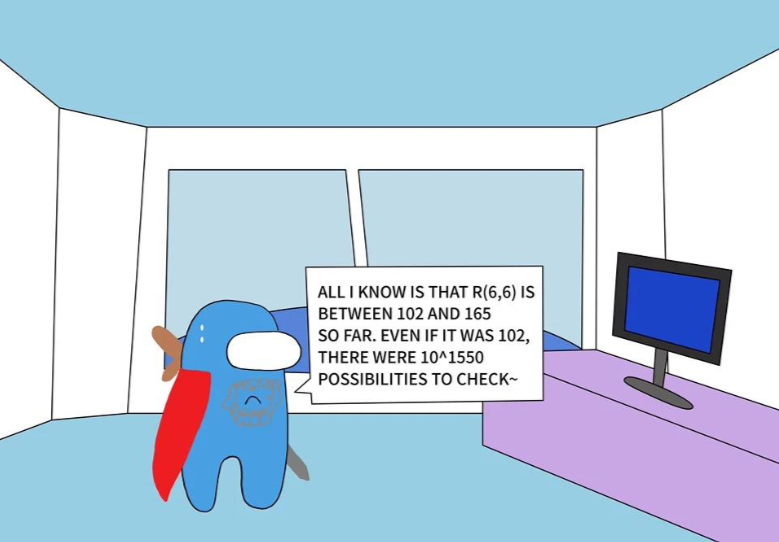 ALL I KNOW IS THAT R(6,6) IS
BETWEEN 102 AND 165
SO FAR. EVEN IF IT WAS 102,
THERE WERE 10^1550
POSSIBILITIES TO CHECK~